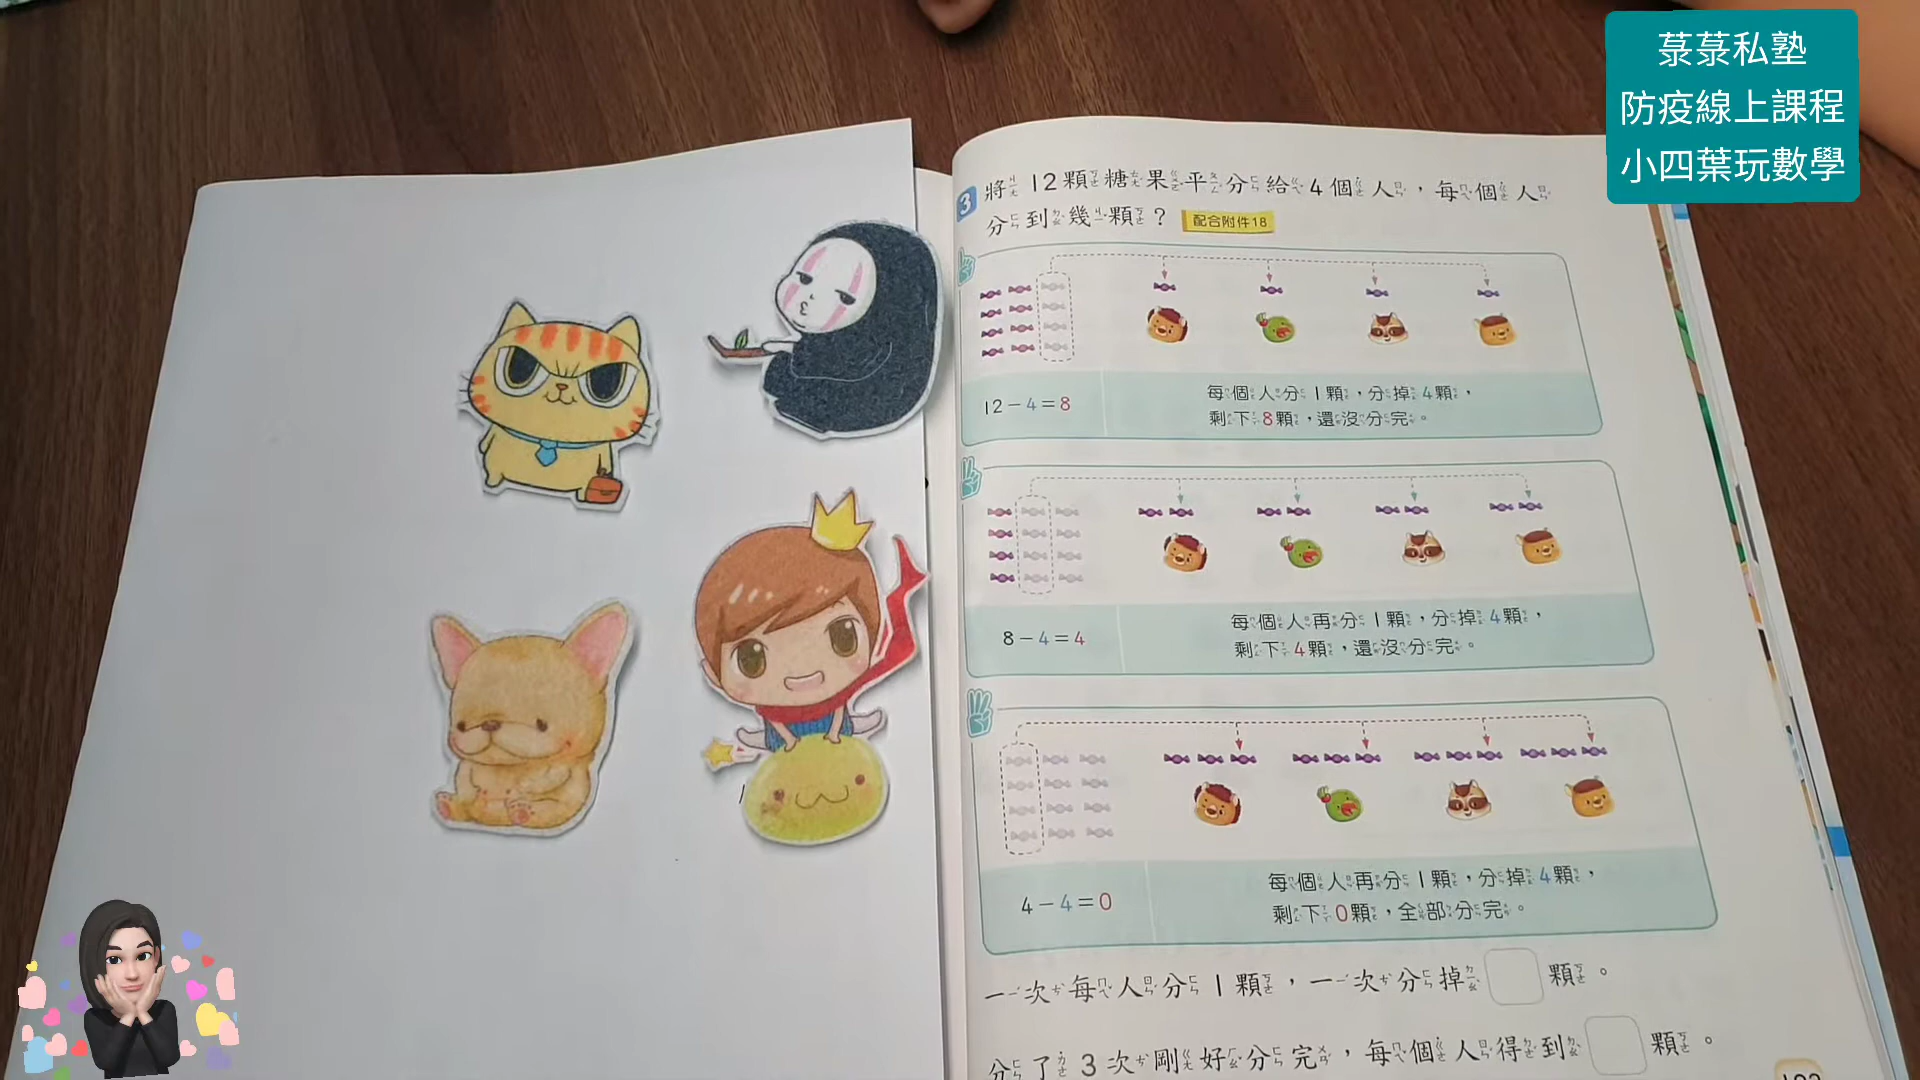 菉菉私塾
防疫線上課程
小四葉玩數學
3 將12顆糖果平分給4個人，每個人
分到幾顆？ 配合附件18
12－4＝8
每個人分1顆，分掉4顆，
剩下8顆，還沒分完。
8－4＝4
每個人再分1顆，分掉4顆，
剩下4顆，還沒分完。
4－4＝0
每個人再分1顆，分掉4顆，
剩下0顆，全部分完。
一次每人分1顆，一次分掉 顆。
分了3次剛好分完，每個人得到 顆。